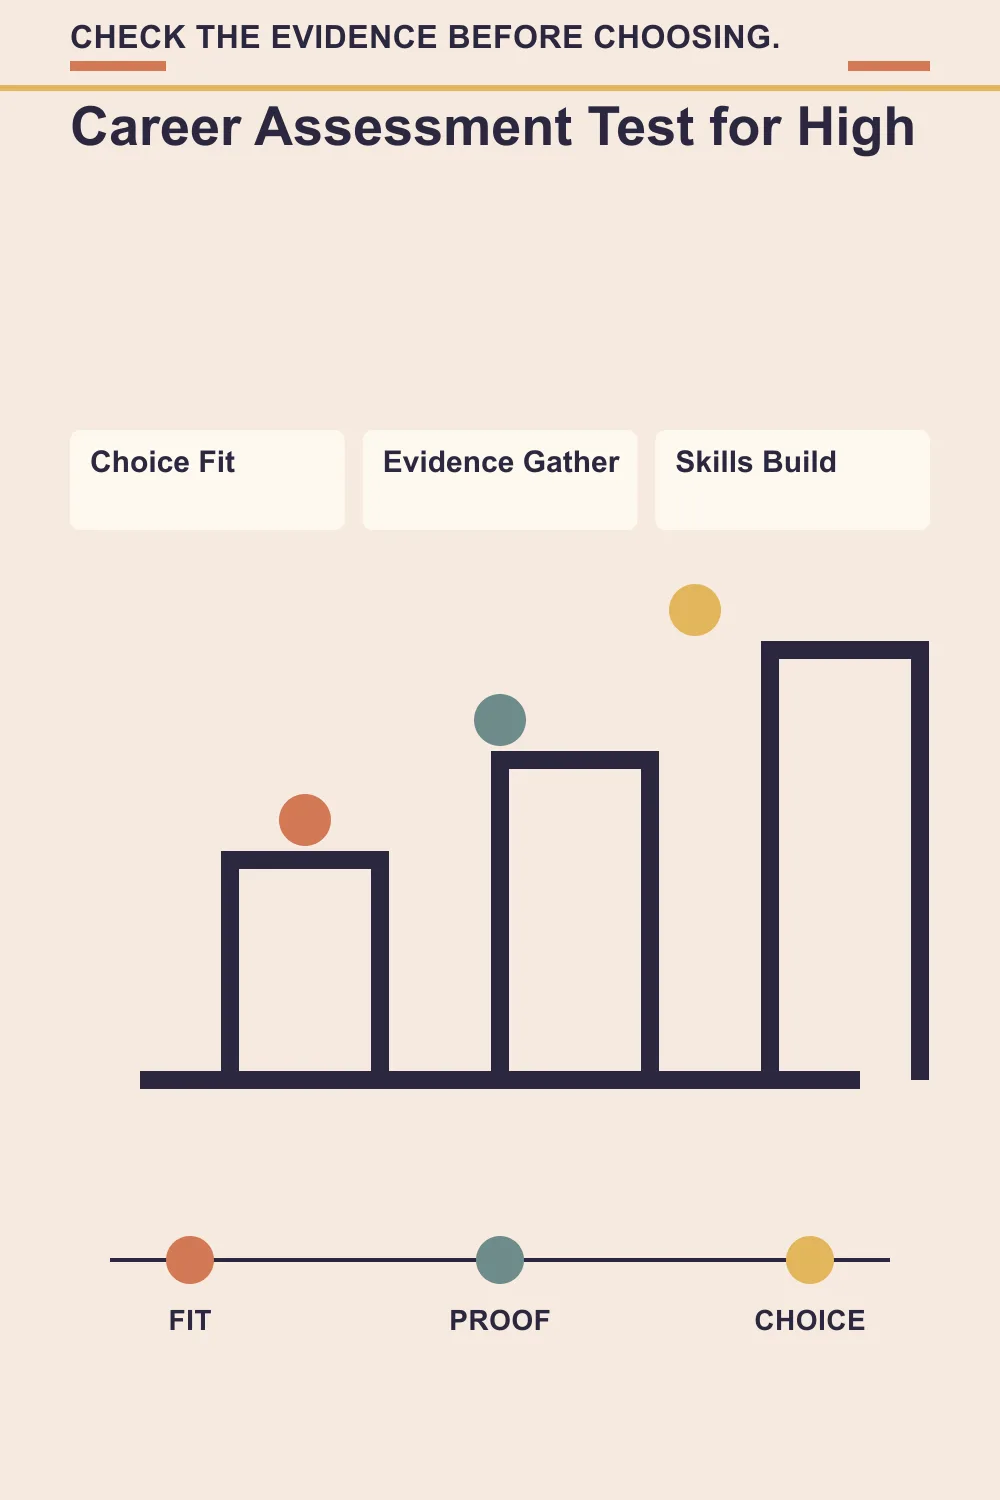 CHECK THE EVIDENCE BEFORE CHOOSING.
Career Assessment Test for High
Choice Fit
Evidence Gather
Skills Build
FIT
PROOF
CHOICE